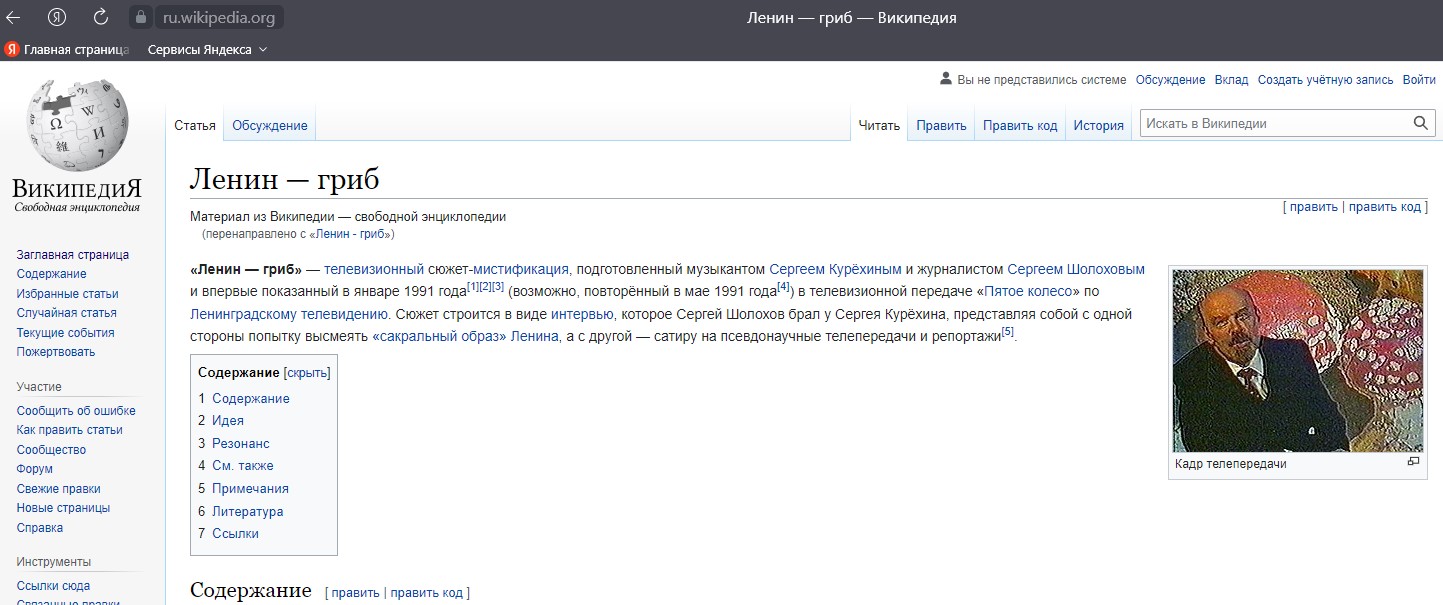 ru.wikipedia.org
Ленин — гриб — Википедия
Я Главная страница
Сервисы Яндекса
Вы не представились системе Обсуждение Вклад Создать учётную запись Войти
Статья Обсуждение
Читать Править Править код История
Искать в Википедии
ВикипедиЯ
Свободная энциклопедия
Ленин — гриб
[ править | править код ]
Материал из Википедии — свободной энциклопедии
(перенаправлено с «Ленин - гриб»)
«Ленин — гриб» — телевизионный сюжет-мистификация, подготовленный музыкантом Сергеем Курёхиным и журналистом Сергеем Шолоховым
и впервые показанный в январе 1991 года[1][2][3] (возможно, повторённый в мае 1991 года[4]) в телевизионной передаче «Пятое колесо» по
Ленинградскому телевидению. Сюжет строится в виде интервью, которое Сергей Шолохов брал у Сергея Курёхина, представляя собой с одной
стороны попытку высмеять «сакральный образ» Ленина, а с другой — сатиру на псевдонаучные телепередачи и репортажи[5].
Кадр телепередачи
Содержание [скрыть]
1 Содержание
2 Идея
3 Резонанс
4 См. также
5 Примечания
6 Литература
7 Ссылки
Содержание [ править | править код ]
Заглавная страница
Содержание
Избранные статьи
Случайная статья
Текущие события
Пожертвовать
Участие
Сообщить об ошибке
Как править статьи
Сообщество
Форум
Свежие правки
Новые страницы
Справка
Инструменты
Ссылки сюда
Связанные правки